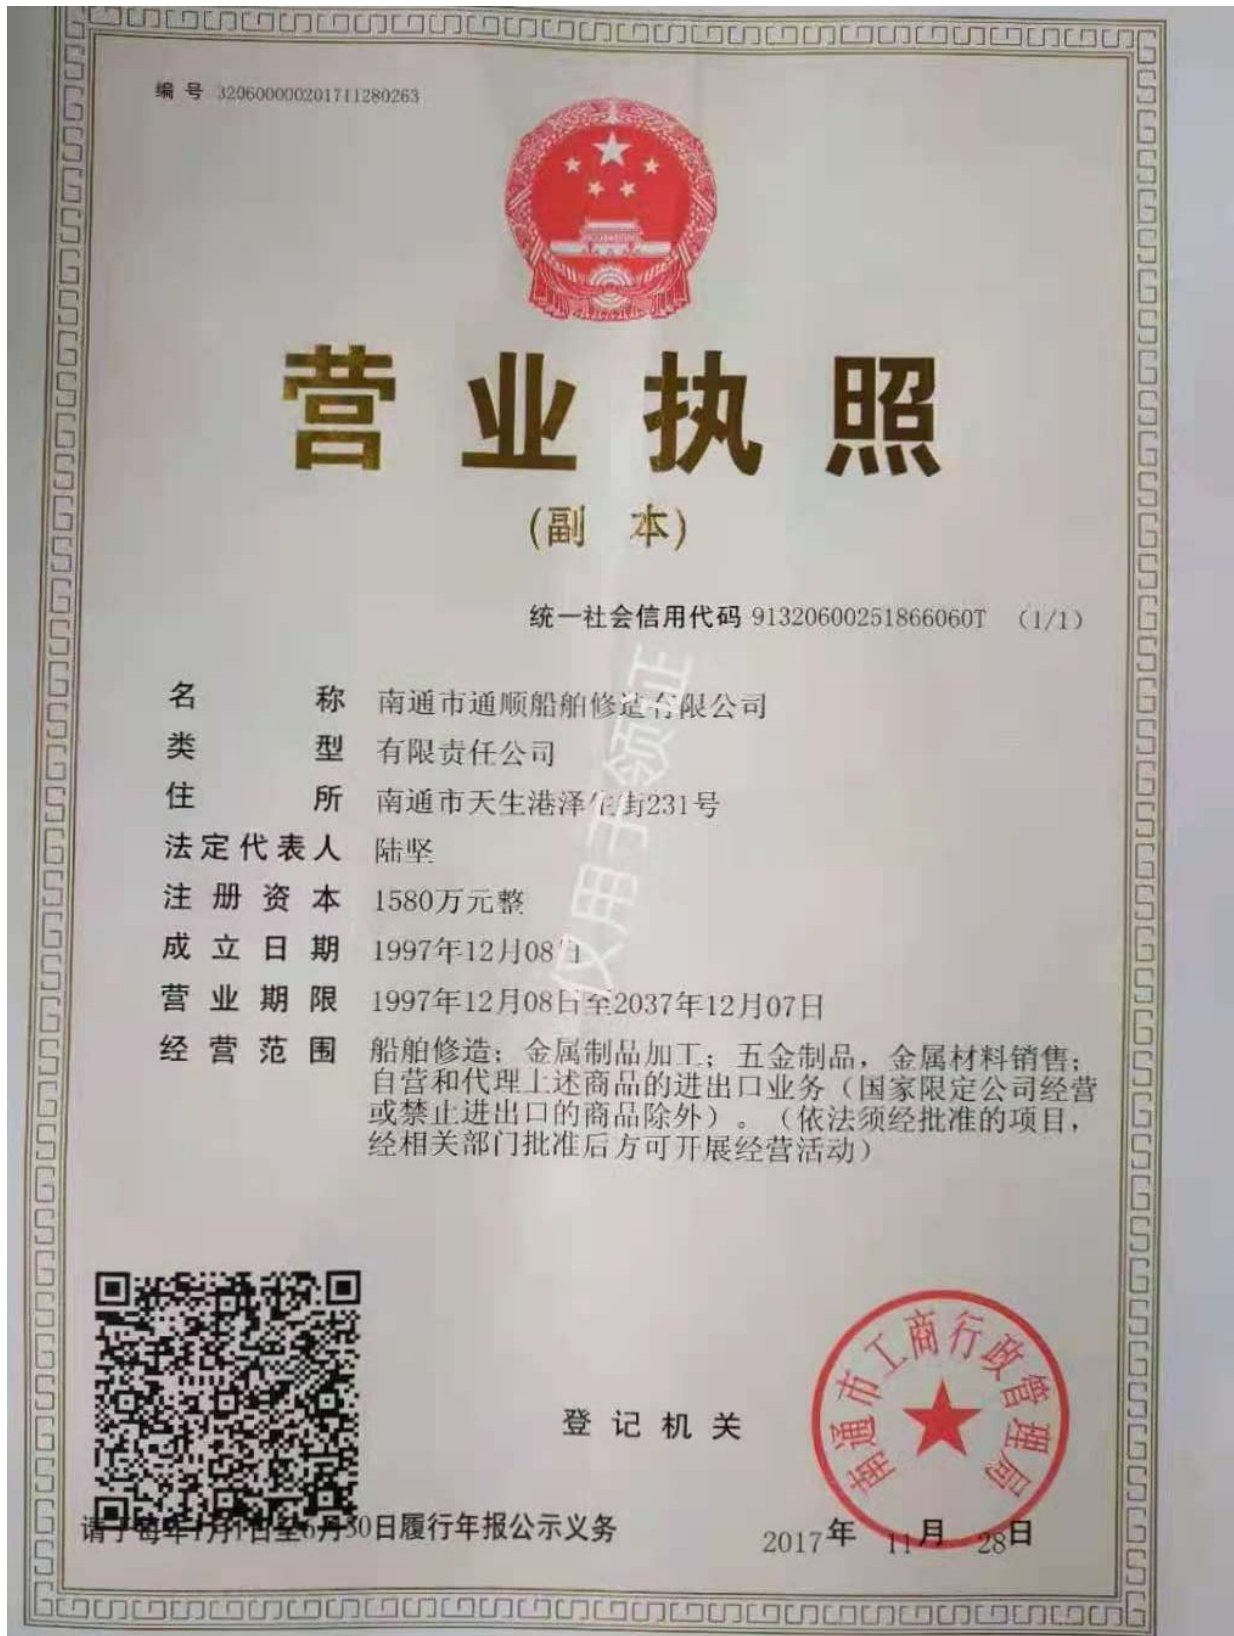 编 号 320600000201711280263
营业执照
(副 本)
统一社会信用代码 91320600251866060T (1/1)
名 称 南通市通顺船舶修造有限公司
类 型 有限责任公司
住 所 南通市天生港泽生街231号
法定代表人 陆坚
注册资本 1580万元整
成立日期 1997年12月08日
营业期限 1997年12月08日至2037年12月07日
经营范围 船舶修造；金属制品加工；五金制品，金属材料销售；
自营和代理上述商品的进出口业务（国家限定公司经营
或禁止进出口的商品除外）。（依法须经批准的项目，
经相关部门批准后方可开展经营活动）
仅用于领证
登记机关
南通市工商行政管理局
请于每年1月1日至6月30日履行年报公示义务
2017年 11月 28日